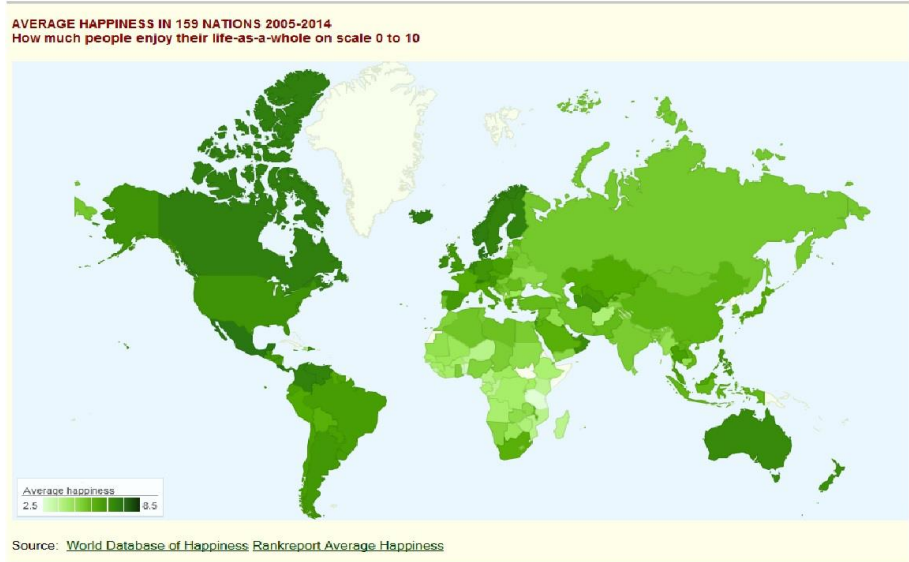 AVERAGE HAPPINESS IN 159 NATIONS 2005-2014
How much people enjoy their life-as-a-whole on scale 0 to 10
Average happiness
2.5 8.5
Source: World Database of Happiness Rankreport Average Happiness